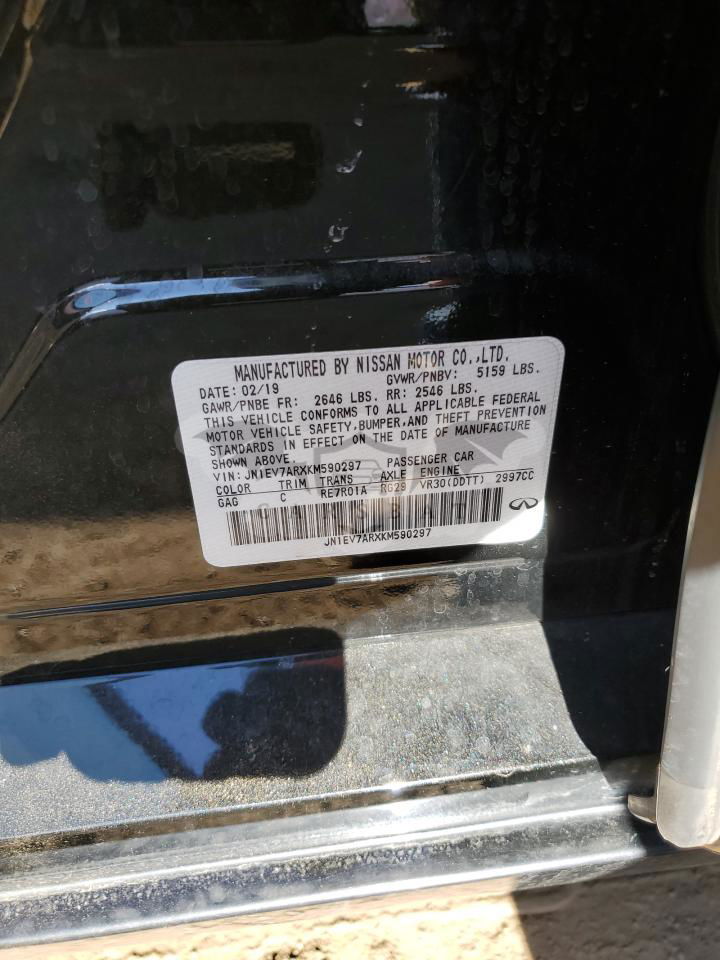 MANUFACTURED BY NISSAN MOTOR CO.,LTD.
DATE: 02/19 GVWR/PNBV: 5159 LBS.
GAWR/PNBE FR: 2646 LBS. RR: 2546 LBS.
THIS VEHICLE CONFORMS TO ALL APPLICABLE FEDERAL
MOTOR VEHICLE SAFETY,BUMPER,AND THEFT PREVENTION
STANDARDS IN EFFECT ON THE DATE OF MANUFACTURE
SHOWN ABOVE.
VIN: JN1EV7ARXKM590297 PASSENGER CAR
COLOR TRIM TRANS AXLE ENGINE
GAG C RE7R01A RG29 VR30(DDTT) 2997CC
JN1EV7ARXKM590297